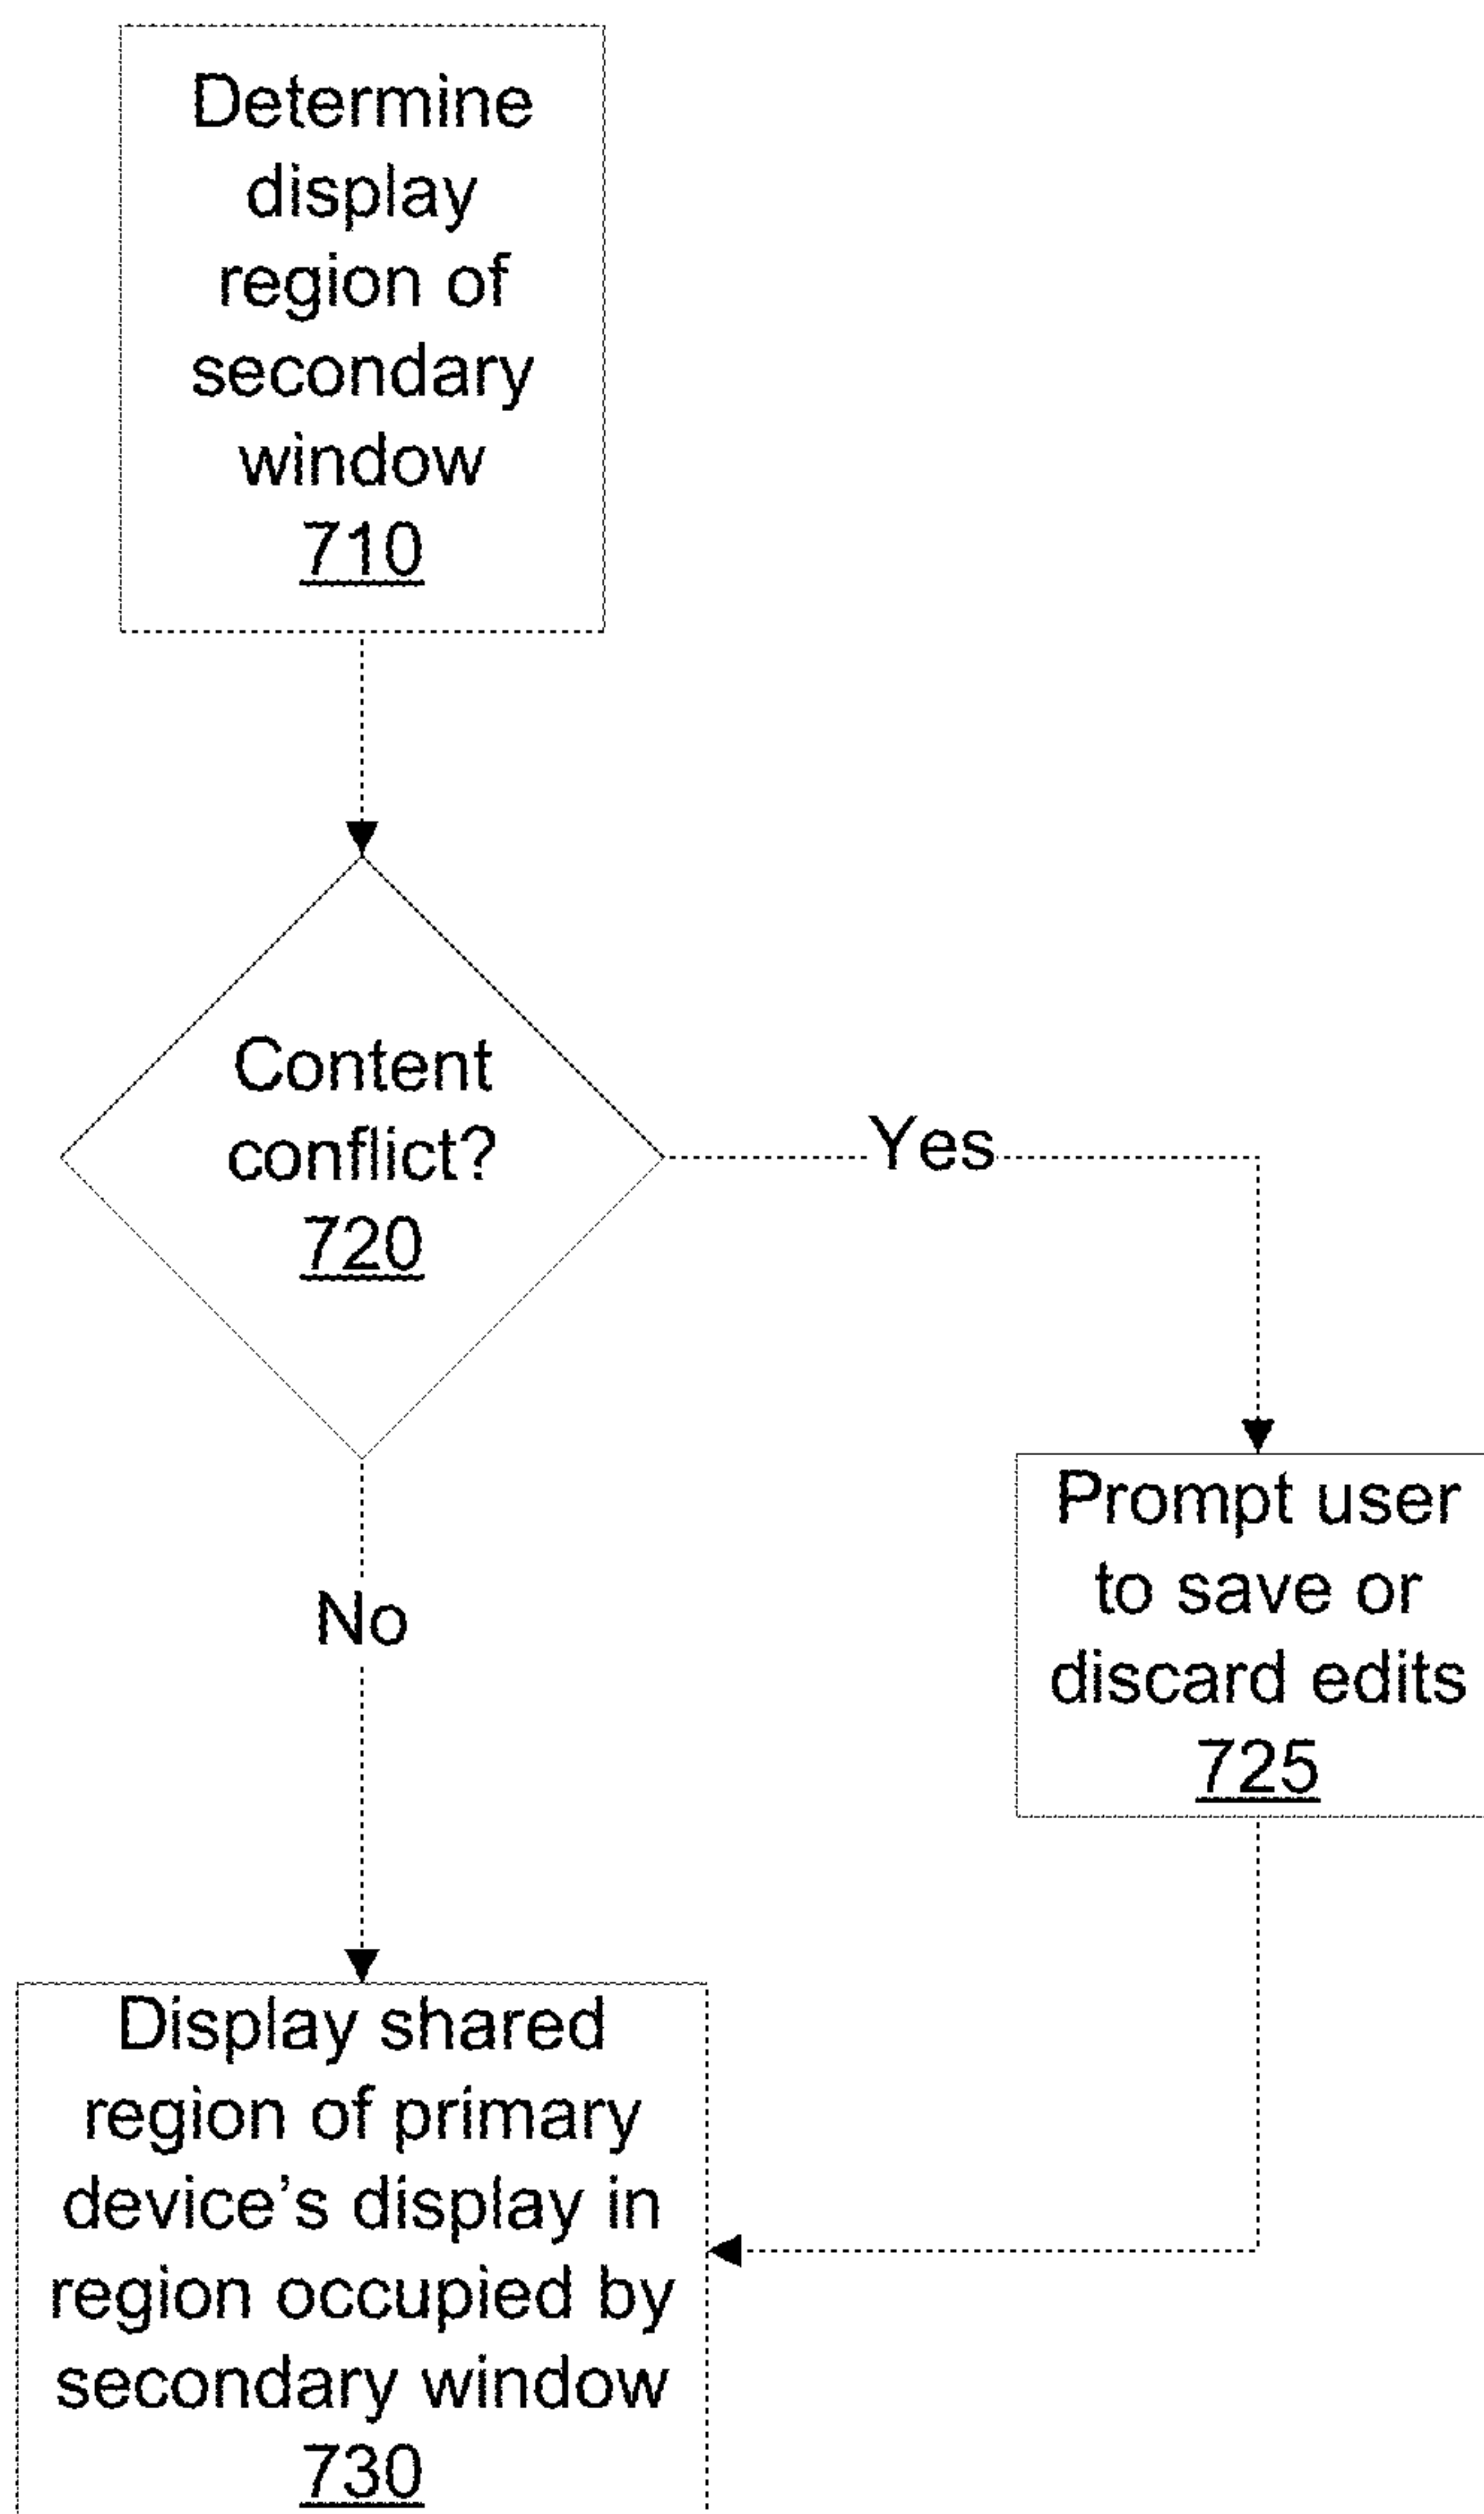 Determine
display
region of
secondary
window
710
Content
conflict?
720
Yes
No
Prompt user
to save or
discard edits
725
Display shared
region of primary
device's display in
region occupied by
secondary window
730